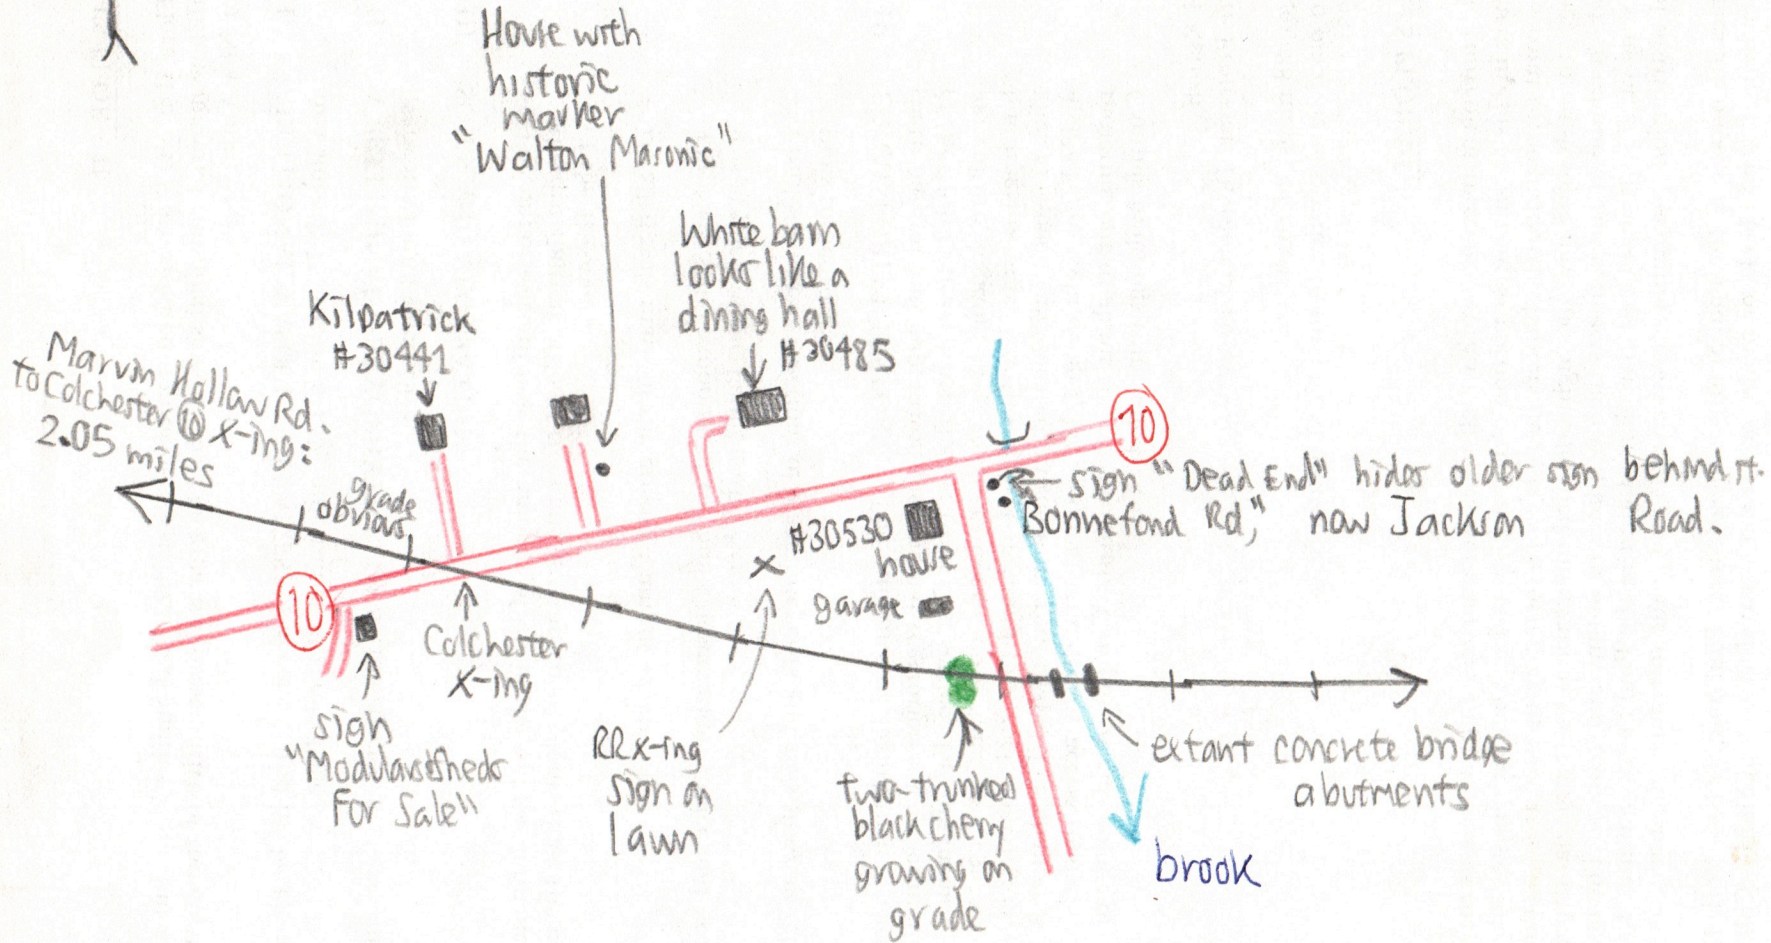 House with
historic
marker
"Walton Masonic"
White barn
looks like a
dining hall
#30485
Kilpatrick
#30441
Marvin Hollow Rd.
to Colchester 10 X-ing:
2.05 miles
grade
obvious
10
10
sign "Dead End" hides older sign behind it.
Bonnefond Rd," now Jackson Road.
#30530
house
garage
Colchester
X-ing
sign
"Modular sheds
For Sale"
RR x-ing
sign on
lawn
two-trunked
black cherry
growing on
grade
extant concrete bridge
abutments
brook